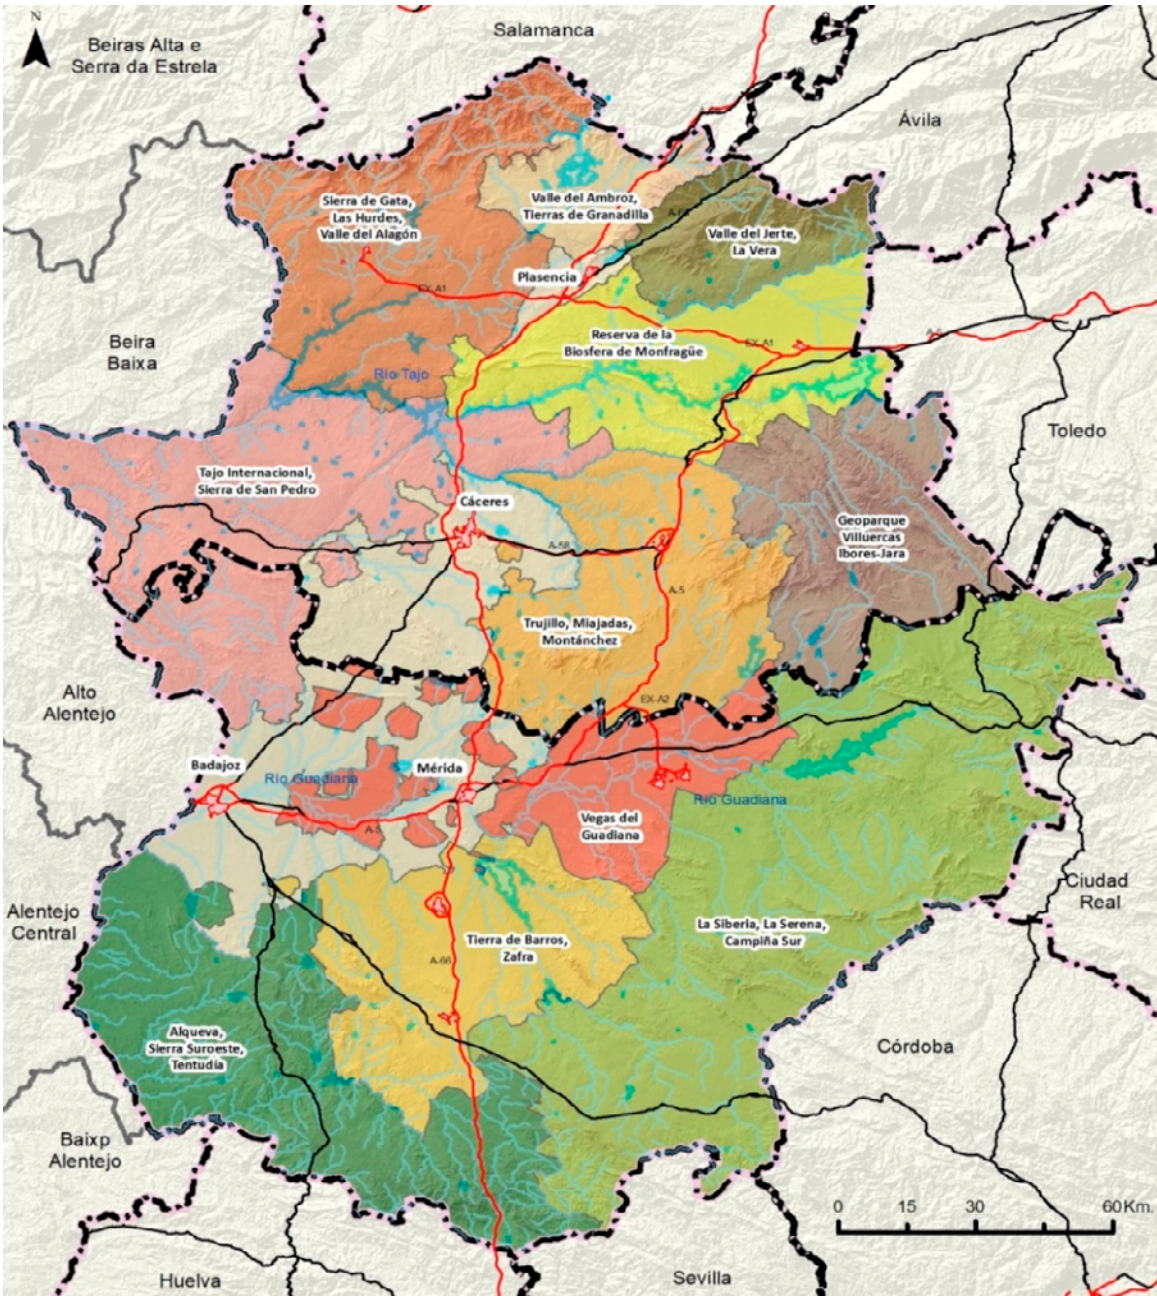 N
Salamanca
Beiras Alta e
Serra da Estrela
Ávila
Sierra de Gata,
Las Hurdes,
Valle del Alagón
Valle del Ambroz,
Tierras de Granadilla
A-66
Valle del Jerte,
La Vera
Plasencia
EX-A1
Beira
Baixa
Reserva de la
Biosfera de Monfragüe
EX-A1
A-5
Río Tajo
Toledo
Tajo Internacional,
Sierra de San Pedro
Cáceres
Geoparque
Villuercas
Ibores-Jara
A-58
A-5
Trujillo, Miajadas,
Montánchez
Alto
Alentejo
EX-A2
Badajoz
Río Guadiana
Mérida
Río Guadiana
A-5
Vegas del
Guadiana
Ciudad
Real
Alentejo
Central
La Siberia, La Serena,
Campiña Sur
Tierra de Barros,
Zafra
A-66
Alqueva,
Sierra Suroeste,
Tentudía
Córdoba
Baixp
Alentejo
0 15 30 60Km.
Huelva
Sevilla